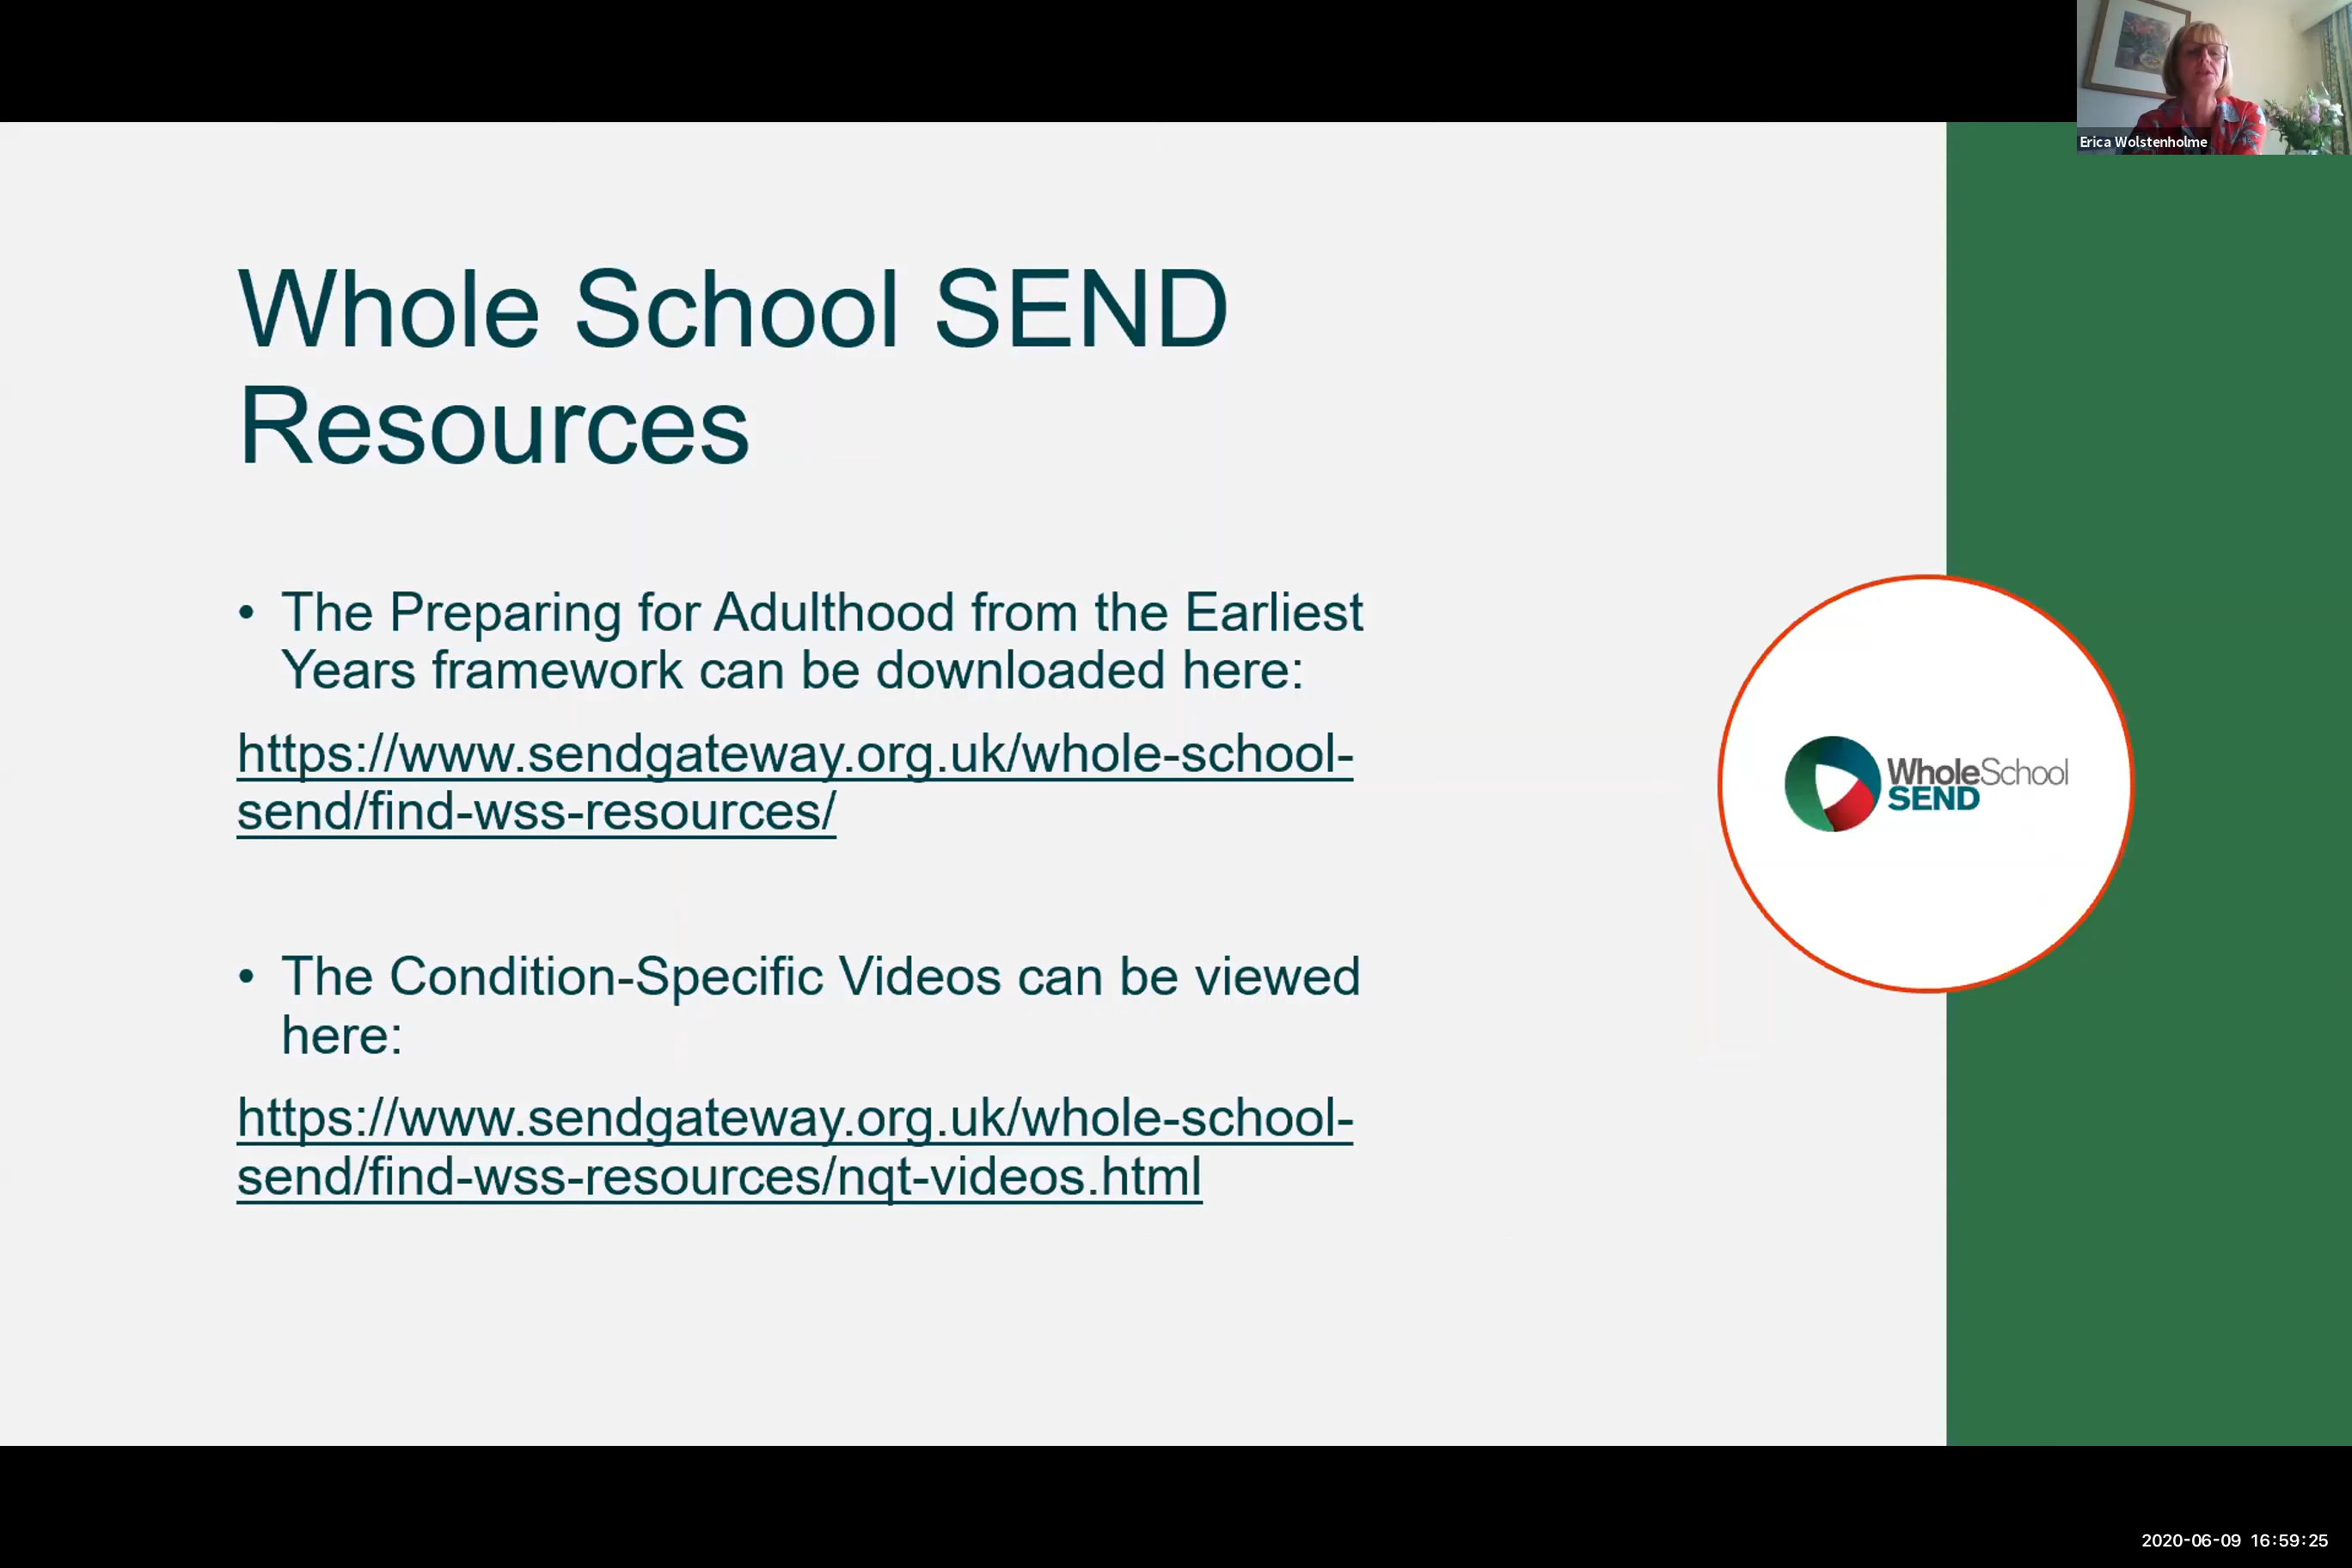 Erica Wolstenholme
Whole School SEND
Resources
• The Preparing for Adulthood from the Earliest
Years framework can be downloaded here:
https://www.sendgateway.org.uk/whole-school-
send/find-wss-resources/
• The Condition-Specific Videos can be viewed
here:
https://www.sendgateway.org.uk/whole-school-
send/find-wss-resources/nqt-videos.html
WholeSchool
SEND
2020-06-09 16:59:25